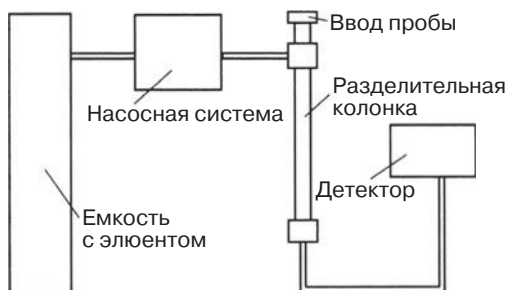 Ввод пробы
Разделительная
колонка
Насосная система
Детектор
Емкость
с элюентом